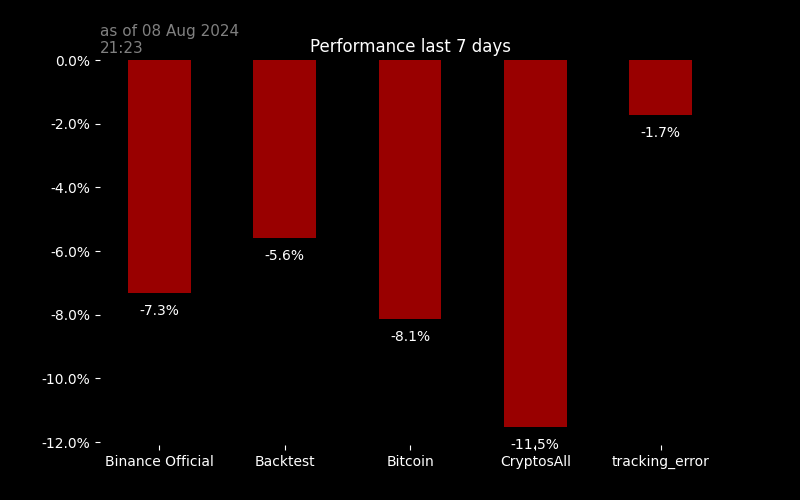 as of 08 Aug 2024
21:23
Performance last 7 days
0.0%
-2.0%
-4.0%
-6.0%
-8.0%
-10.0%
-12.0%
-7.3%
-5.6%
-8.1%
-11.5%
-1.7%
Binance Official
Backtest
Bitcoin
CryptosAll
tracking_error